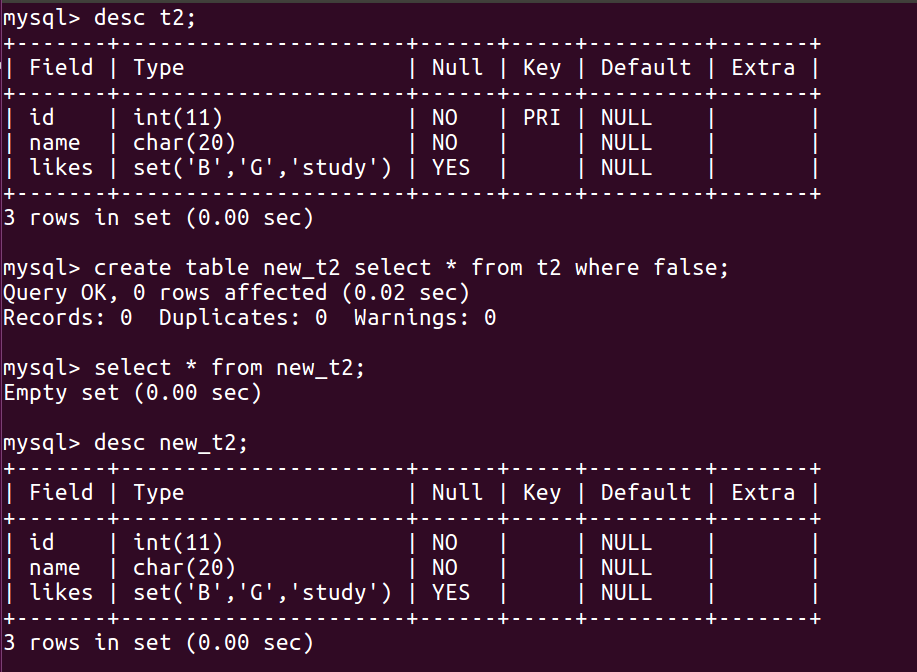 mysql> desc t2;
+-------+----------------------+------+-----+---------+-------+
| Field | Type                 | Null | Key | Default | Extra |
+-------+----------------------+------+-----+---------+-------+
| id    | int(11)              | NO   | PRI | NULL    |       |
| name  | char(20)             | NO   |     | NULL    |       |
| likes | set('B','G','study') | YES  |     | NULL    |       |
+-------+----------------------+------+-----+---------+-------+
3 rows in set (0.00 sec)
mysql> create table new_t2 select * from t2 where false;
Query OK, 0 rows affected (0.02 sec)
Records: 0  Duplicates: 0  Warnings: 0
mysql> select * from new_t2;
Empty set (0.00 sec)
mysql> desc new_t2;
+-------+----------------------+------+-----+---------+-------+
| Field | Type                 | Null | Key | Default | Extra |
+-------+----------------------+------+-----+---------+-------+
| id    | int(11)              | NO   |     | NULL    |       |
| name  | char(20)             | NO   |     | NULL    |       |
| likes | set('B','G','study') | YES  |     | NULL    |       |
+-------+----------------------+------+-----+---------+-------+
3 rows in set (0.00 sec)